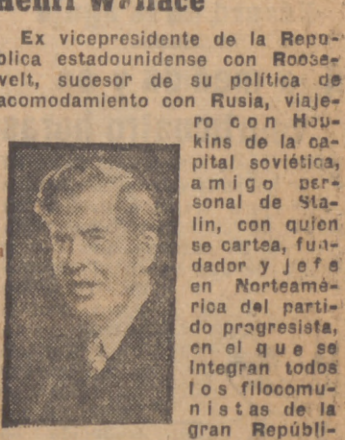 Henri Wallace
Ex vicepresidente de la Repú-
blica estadounidense con Roose-
velt, sucesor de su política de
acomodamiento con Rusia, viaje-
ro con Hop-
kins de la ca-
pital soviética,
amigo per-
sonal de Sta-
lin, con quien
se cartea, fun-
dador y jefe
en Norteamé-
rica del parti-
do progresista,
en el que se
integran todos
los filocomu-
nistas de la
gran Repúbli-